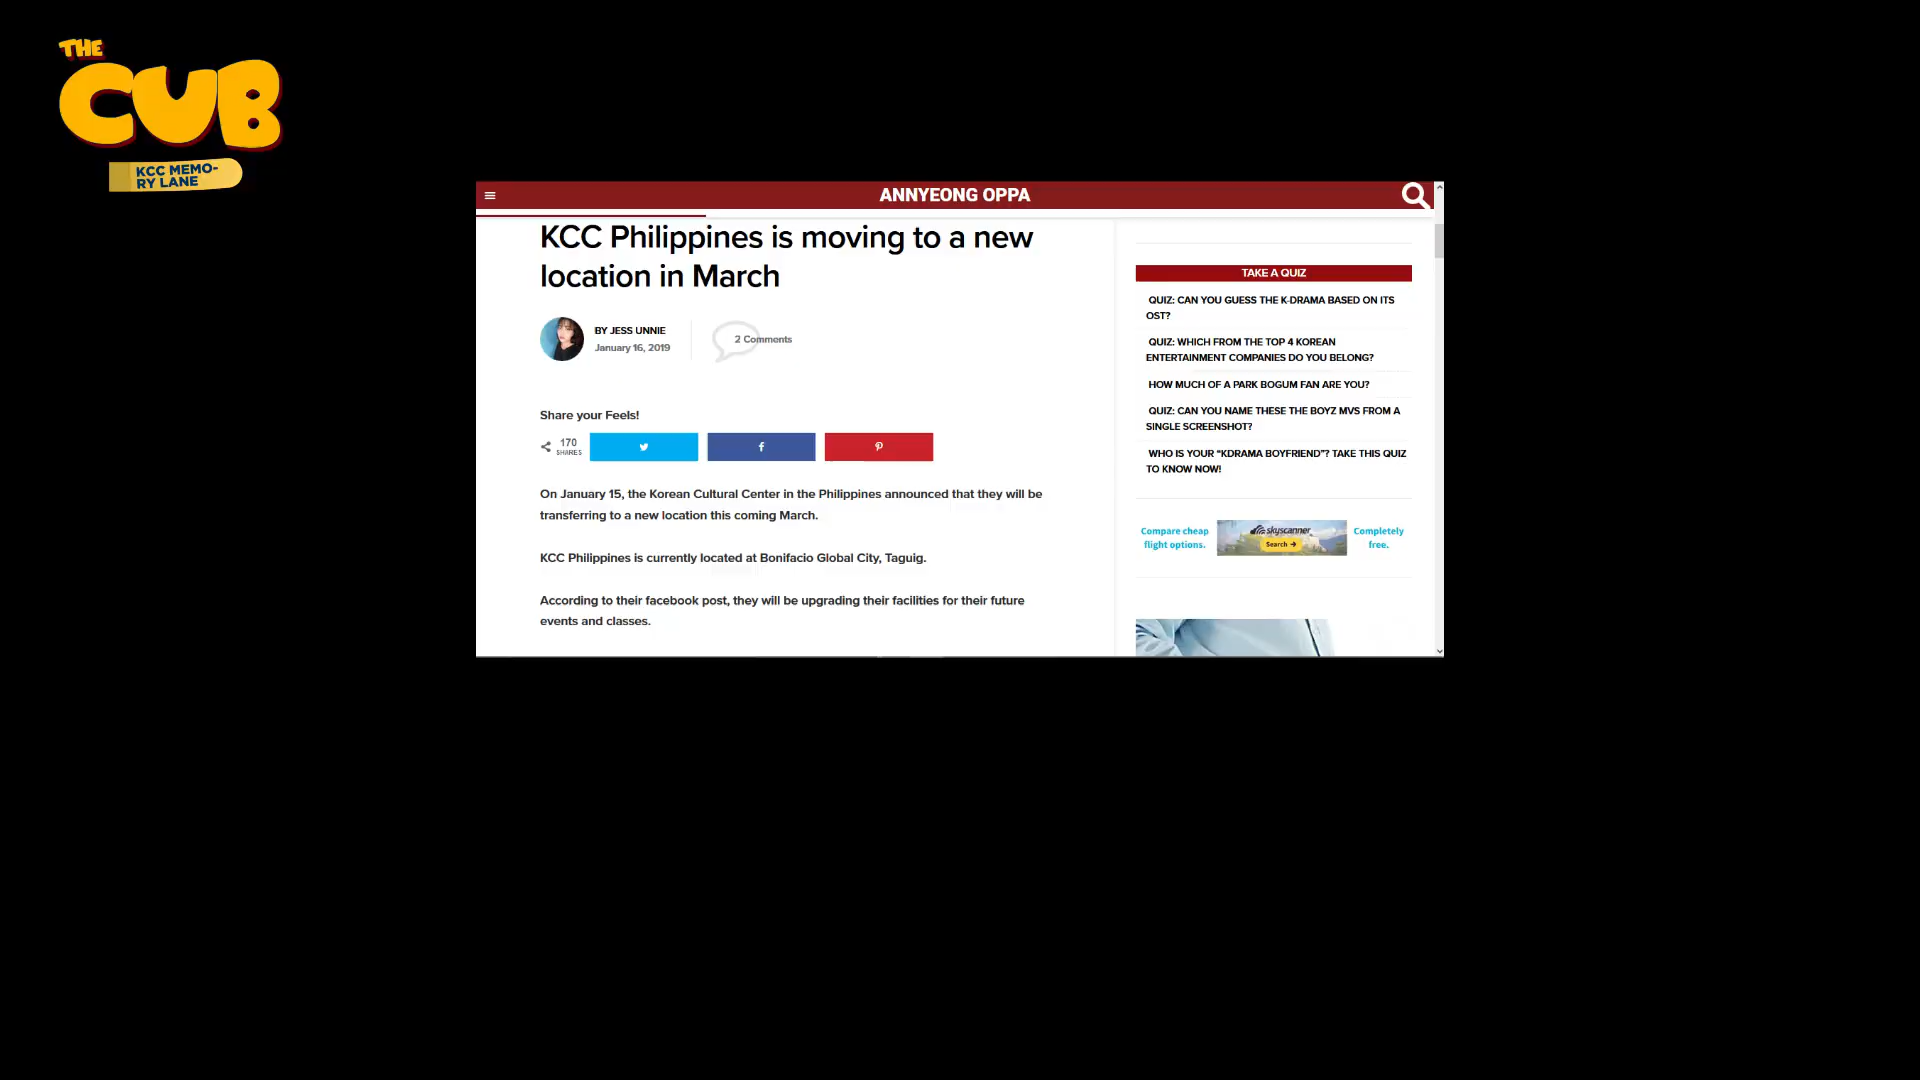 THE
CUB
KCC MEMO-
RY LANE
ANNYEONG OPPA
KCC Philippines is moving to a new
location in March
BY JESS UNNIE
January 16, 2019
2 Comments
Share your Feels!
170
SHARES
On January 15, the Korean Cultural Center in the Philippines announced that they will be
transferring to a new location this coming March.
KCC Philippines is currently located at Bonifacio Global City, Taguig.
According to their facebook post, they will be upgrading their facilities for their future
events and classes.
TAKE A QUIZ
QUIZ: CAN YOU GUESS THE K-DRAMA BASED ON ITS
OST?
QUIZ: WHICH FROM THE TOP 4 KOREAN
ENTERTAINMENT COMPANIES DO YOU BELONG?
HOW MUCH OF A PARK BOGUM FAN ARE YOU?
QUIZ: CAN YOU NAME THESE THE BOYZ MVS FROM A
SINGLE SCREENSHOT?
WHO IS YOUR “KDRAMA BOYFRIEND”? TAKE THIS QUIZ
TO KNOW NOW!
Compare cheap
flight options.
skyscanner
Search →
Completely
free.